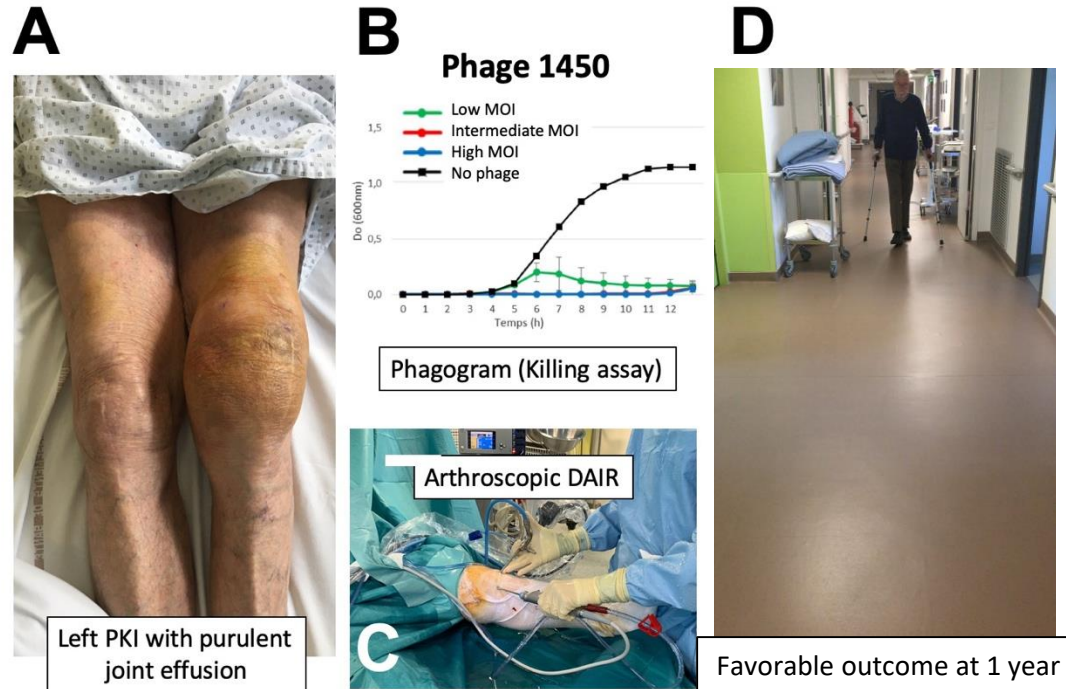 A
Left PKI with purulent
joint effusion
B
Phage 1450
Low MOI
Intermediate MOI
High MOI
No phage
1,5
1,0
0,5
0,0
Do (600nm)
0 1 2 3 4 5 6 7 8 9 10 11 12
Temps (h)
Phagogram (Killing assay)
Arthroscopic DAIR
C
D
Favorable outcome at 1 year